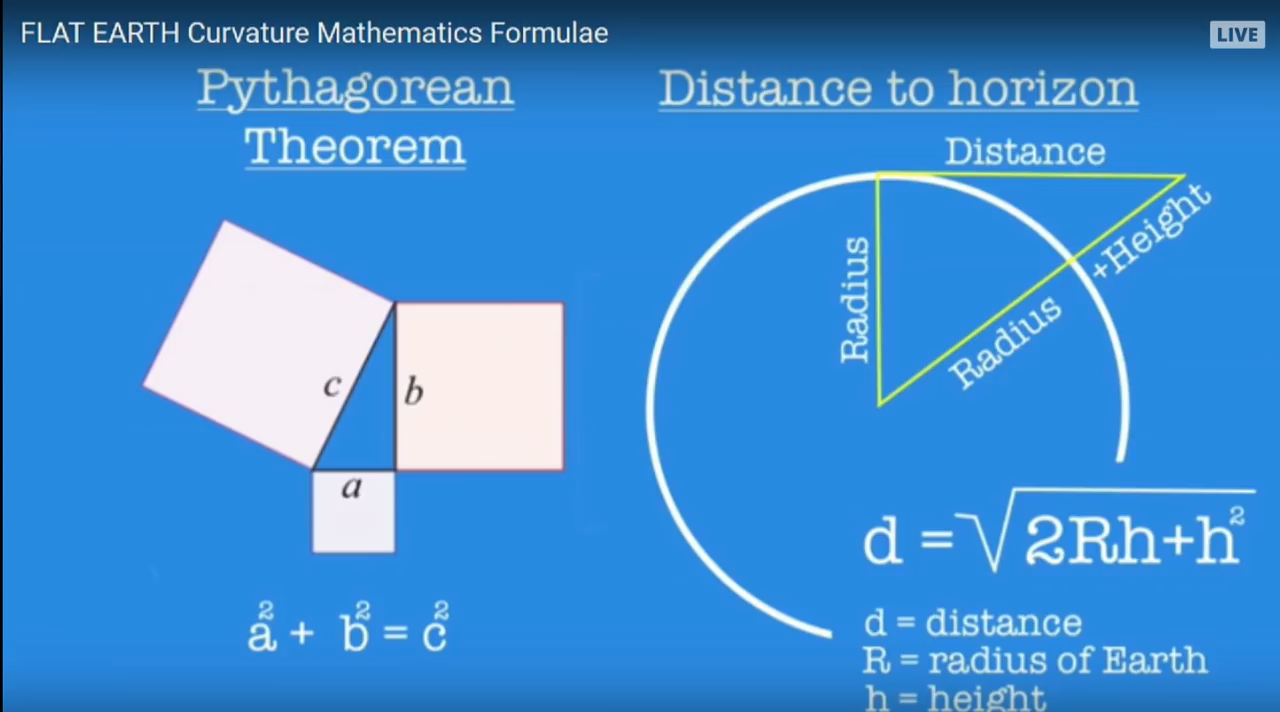 FLAT EARTH Curvature Mathematics Formulae
LIVE
Pythagorean
Theorem
c
b
a
a² + b² = c²
Distance to horizon
Distance
Radius
Radius +Height
d = √2Rh+h²
d = distance
R = radius of Earth
h = height